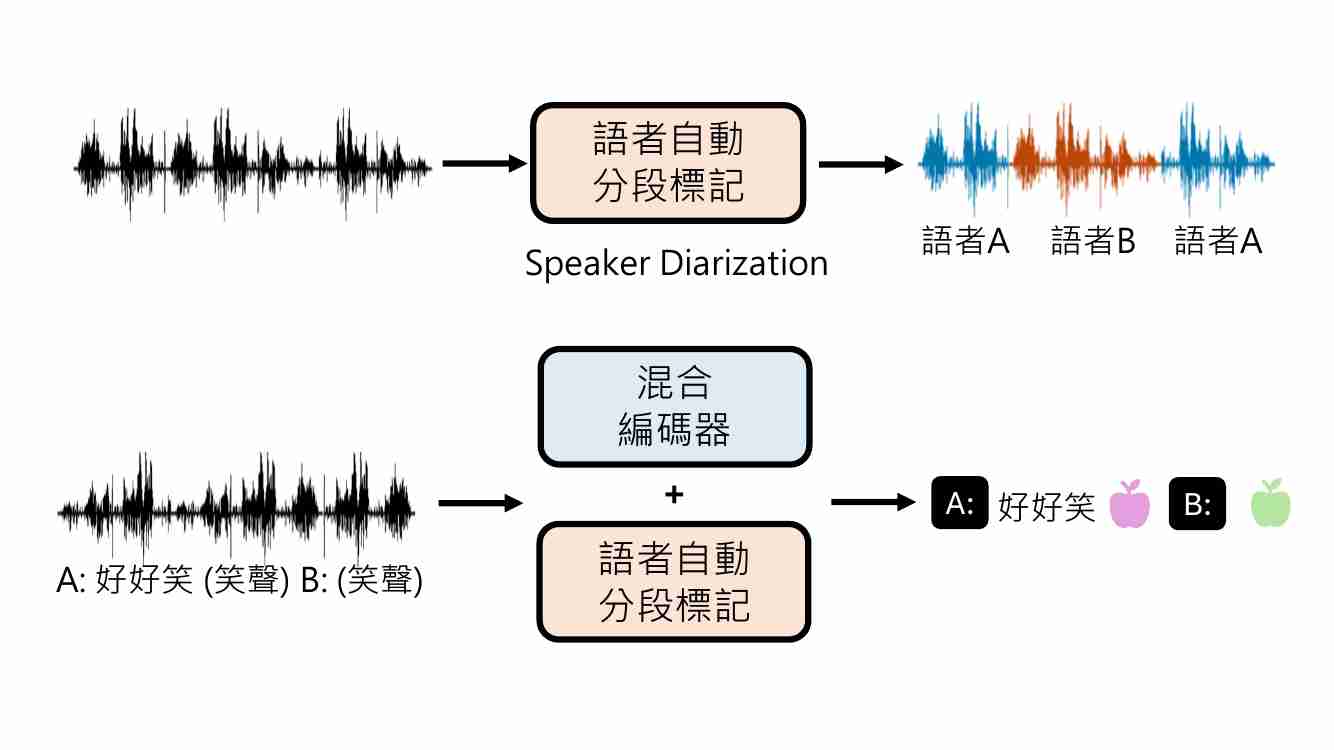 語者自動
分段標記
Speaker Diarization
語者A 語者B 語者A
混合
編碼器
+
語者自動
分段標記
A: 好好笑 (笑聲) B: (笑聲)
A: 好好笑 B: